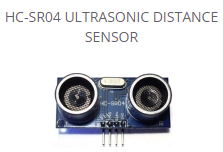 HC-SR04 ULTRASONIC DISTANCE
SENSOR
HC-SR04